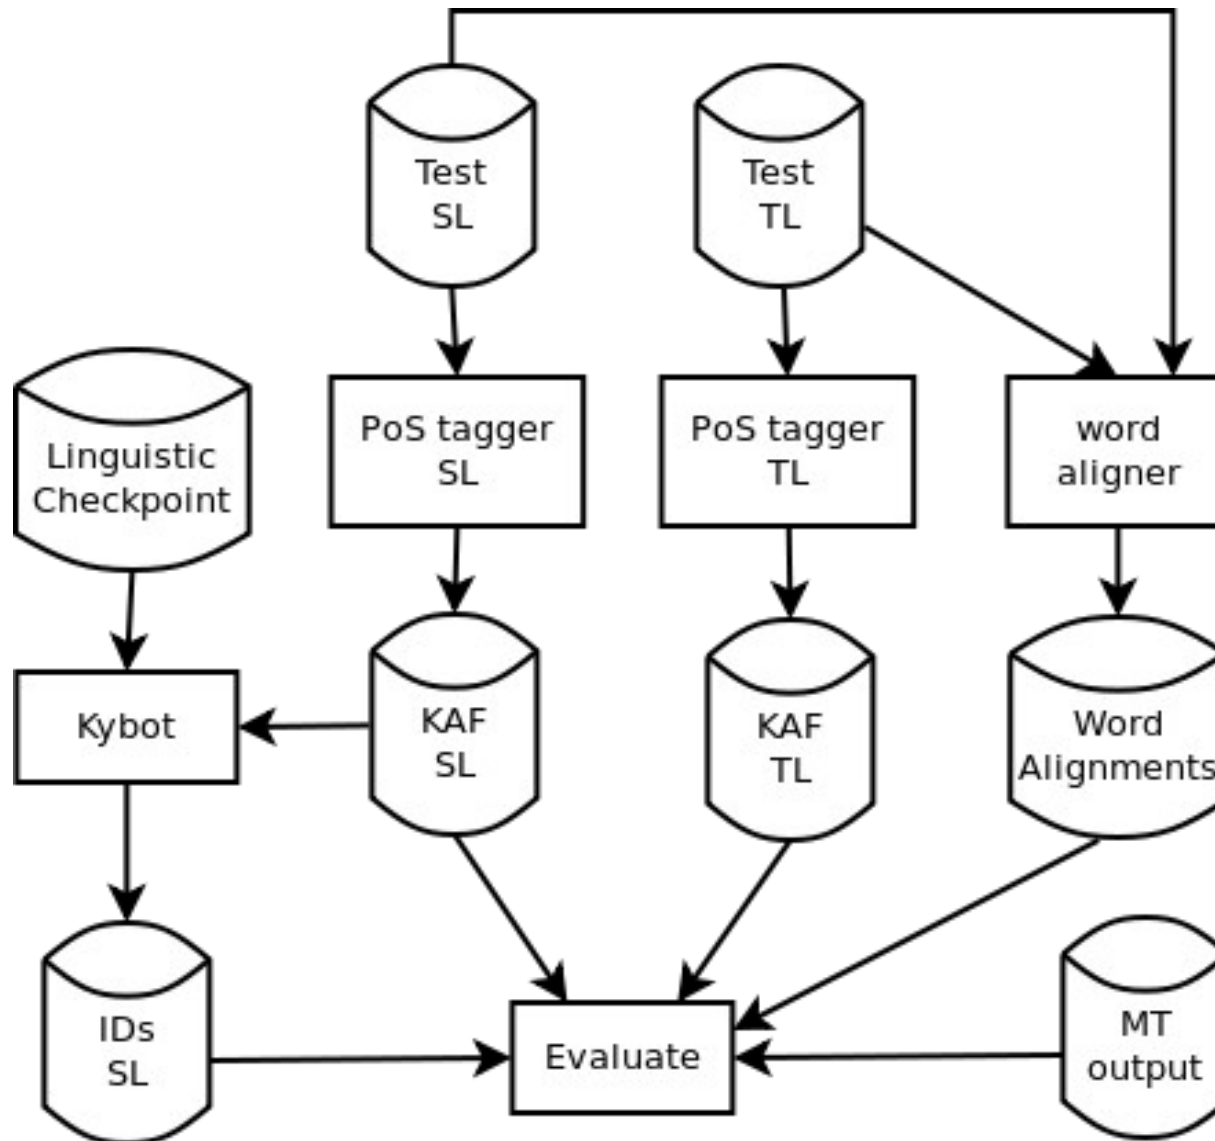 Test
SL
Test
TL
Linguistic
Checkpoint
PoS tagger
SL
PoS tagger
TL
word
aligner
Kybot
KAF
SL
KAF
TL
Word
Alignments
IDs
SL
Evaluate
MT
output